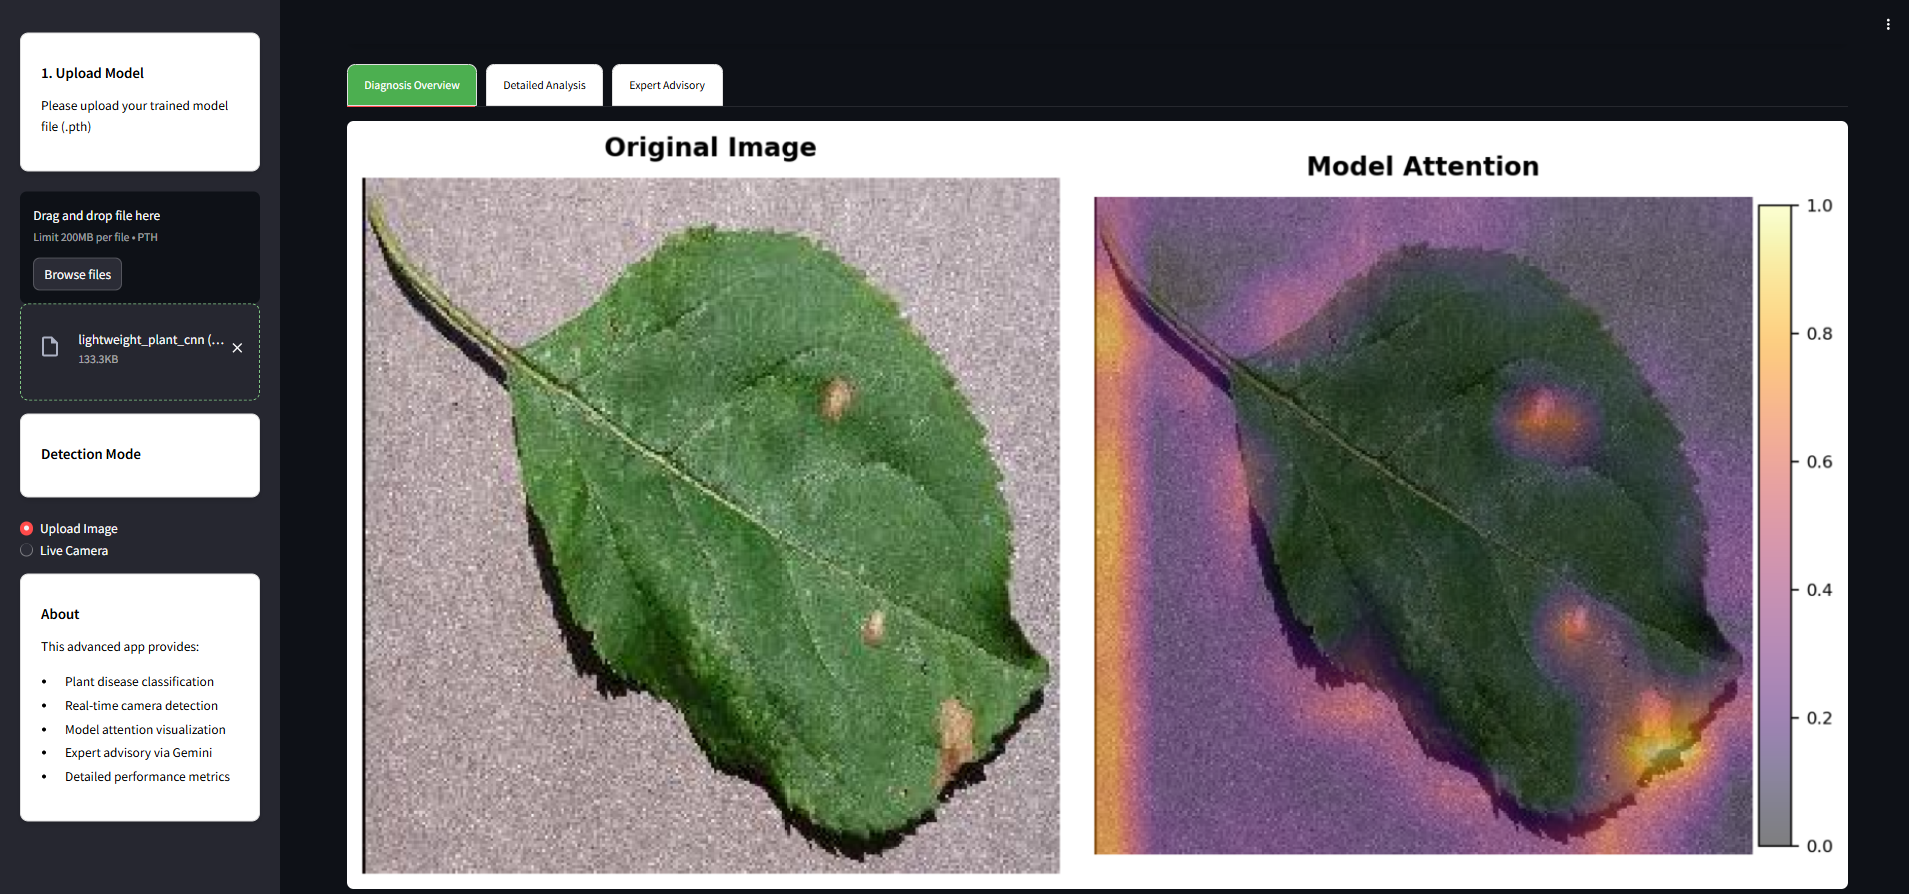 1. Upload Model
Please upload your trained model
file (.pth)
Drag and drop file here
Limit 200MB per file • PTH
Browse files
lightweight_plant_cnn (...
133.3KB
Detection Mode
Upload Image
Live Camera
About
This advanced app provides:
• Plant disease classification
• Real-time camera detection
• Model attention visualization
• Expert advisory via Gemini
• Detailed performance metrics
Diagnosis Overview
Detailed Analysis
Expert Advisory
Original Image
Model Attention
1.0
0.8
0.6
0.4
0.2
0.0